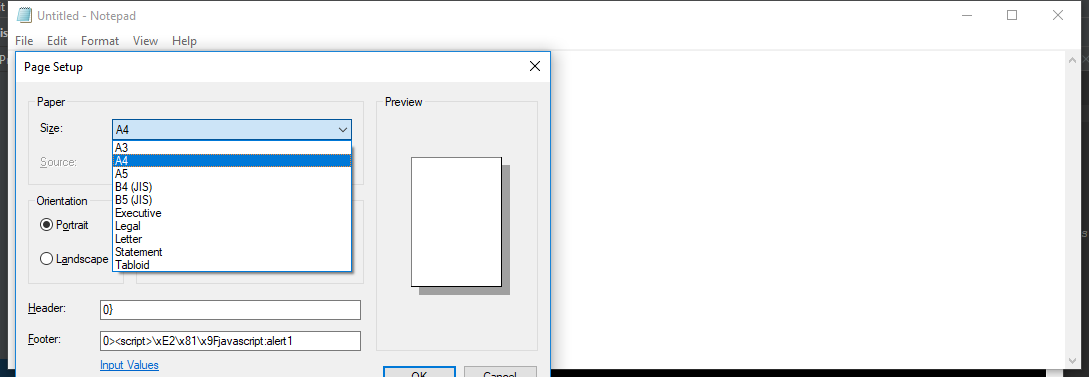 Untitled - Notepad
File Edit Format View Help
Page Setup
Paper
Size: A4
A3
A4
A5
B4 (JIS)
B5 (JIS)
Executive
Legal
Letter
Statement
Tabloid
Source:
Orientation
Portrait
Landscape
Preview
Header: 0}
Footer: 0><script>\xE2\x81\x9Fjavascript:alert1
Input Values
OK Cancel